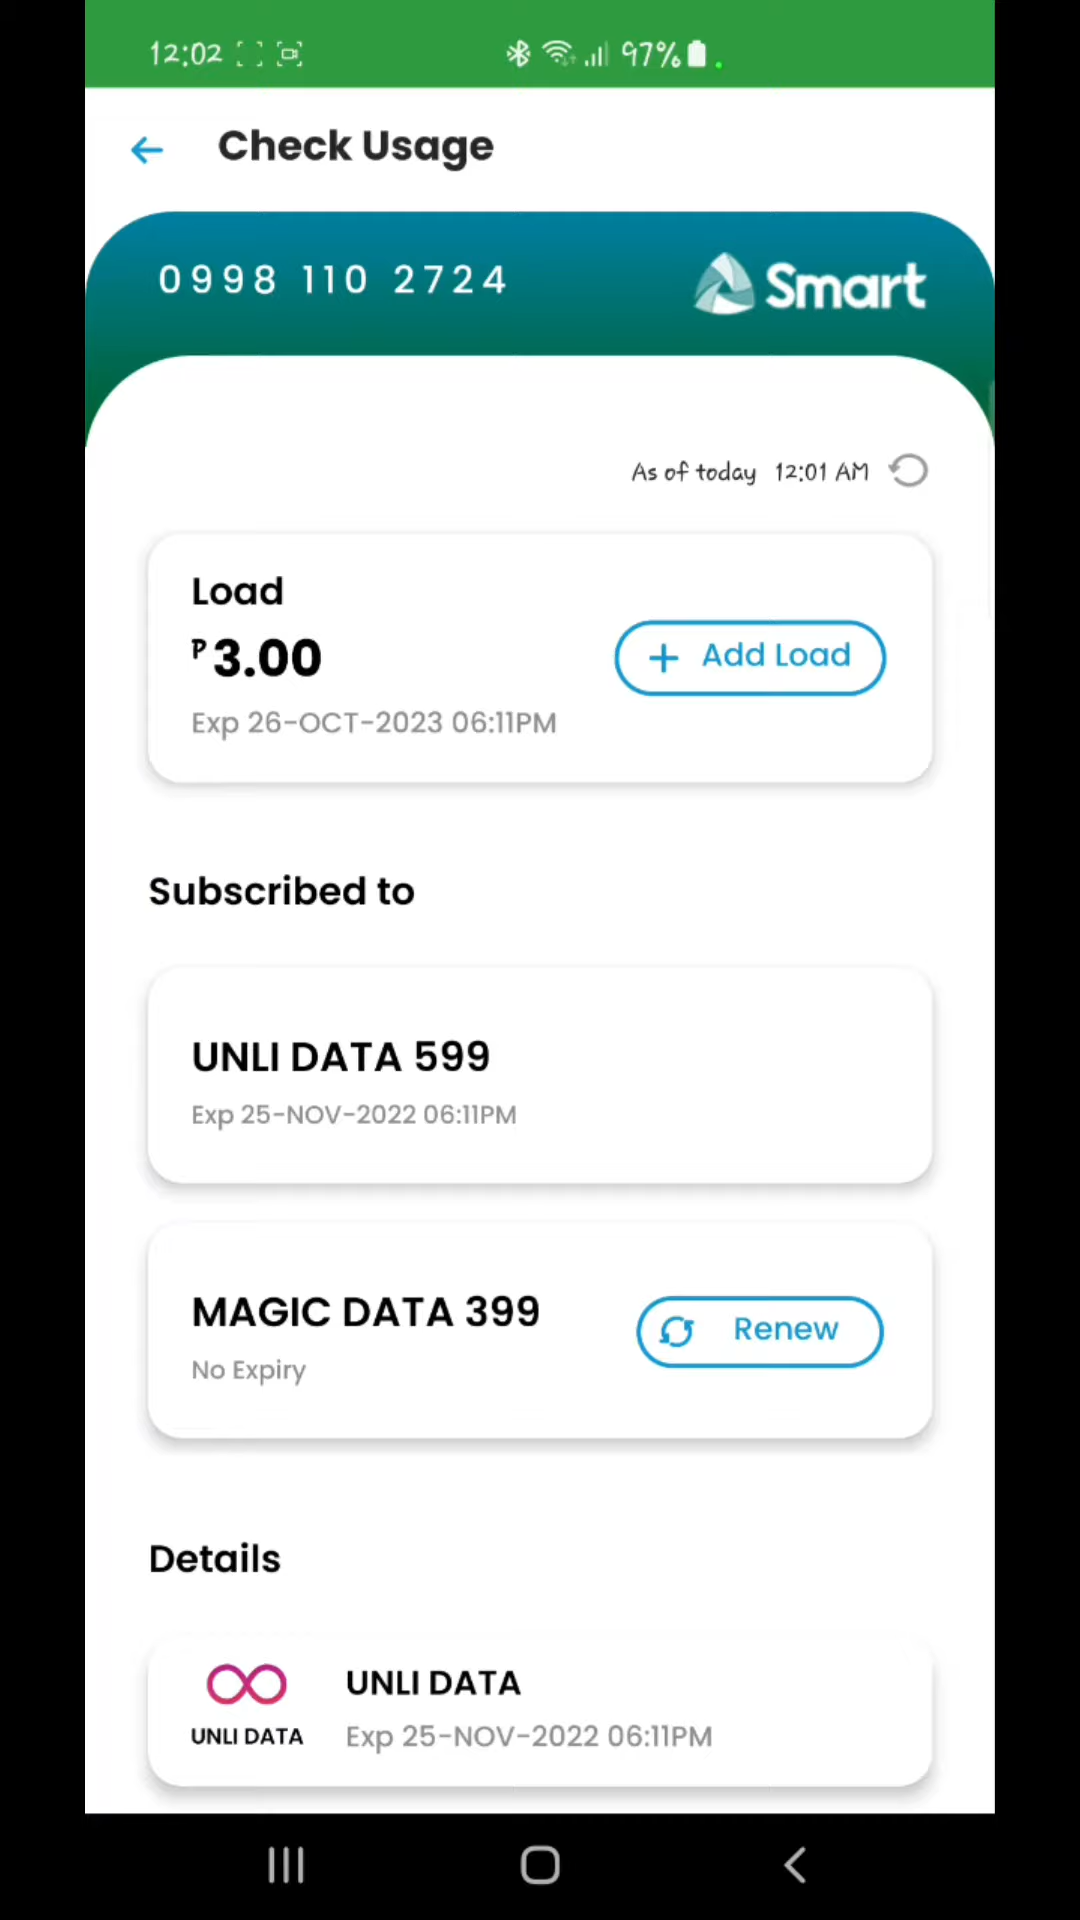 12:02 97%
Check Usage
0998 110 2724 Smart
As of today 12:01 AM
Load
₱3.00
Add Load
Exp 26-OCT-2023 06:11PM
Subscribed to
UNLI DATA 599
Exp 25-NOV-2022 06:11PM
MAGIC DATA 399
Renew
No Expiry
Details
UNLI DATA
UNLI DATA
Exp 25-NOV-2022 06:11PM